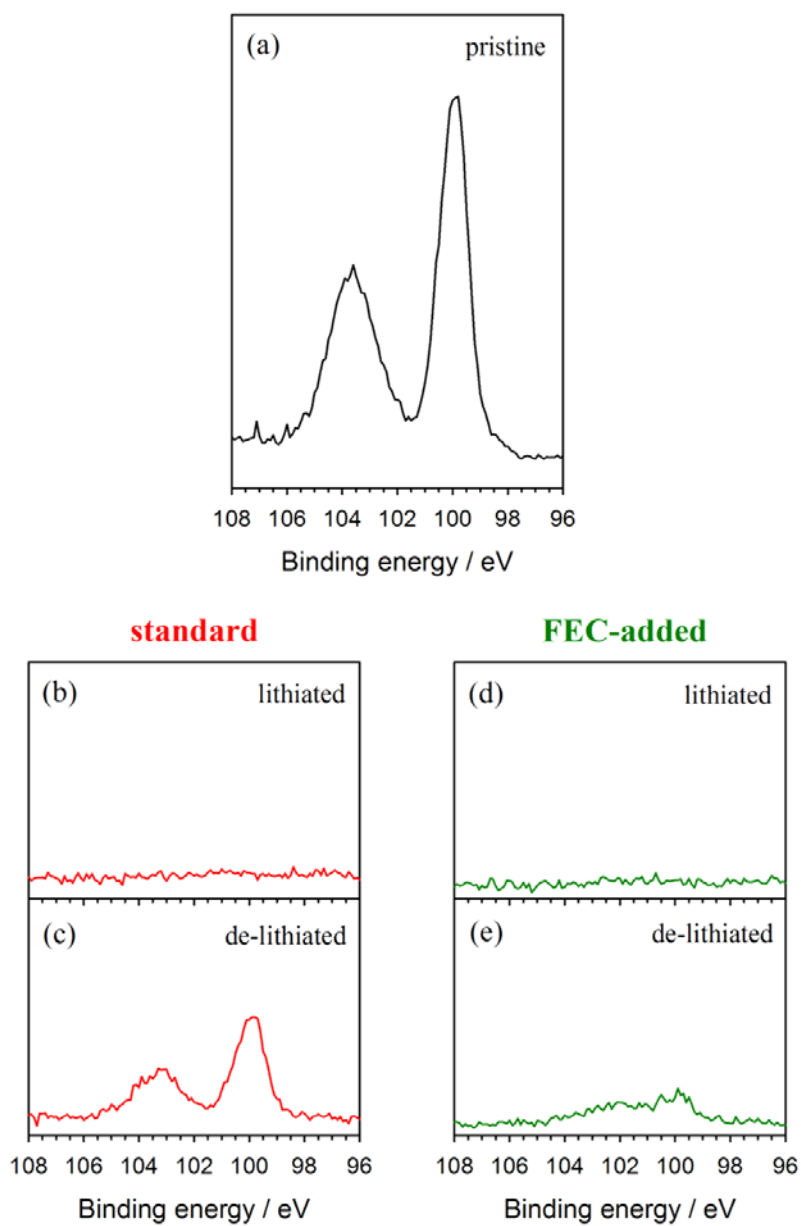 (a) pristine
108 106 104 102 100 98 96
Binding energy / eV
standard
(b) lithiated
(c) de-lithiated
108 106 104 102 100 98 96
Binding energy / eV
FEC-added
(d) lithiated
(e) de-lithiated
108 106 104 102 100 98 96
Binding energy / eV